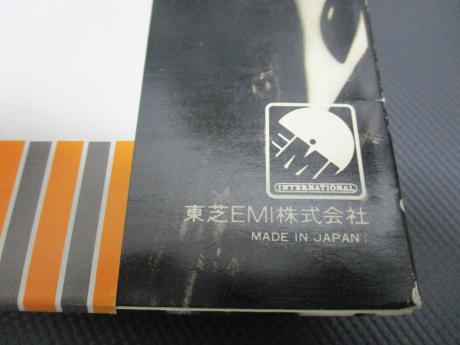 EMI
INTERNATIONAL
東芝EMI株式会社
MADE IN JAPAN